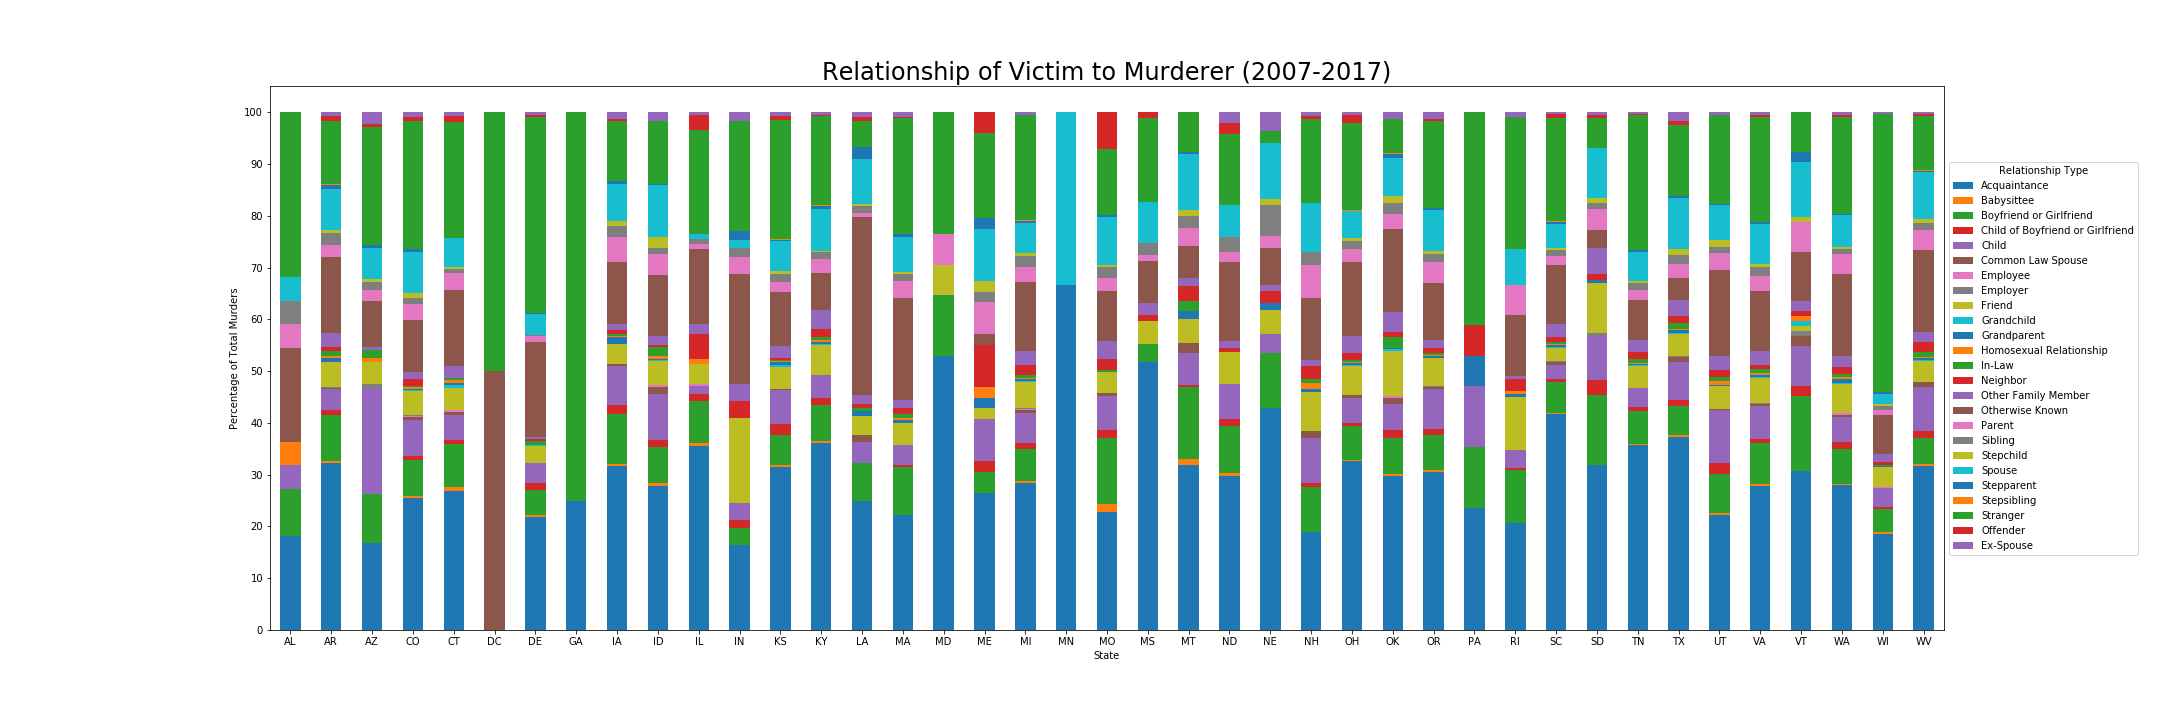 Relationship of Victim to Murderer (2007-2017)
Percentage of Total Murders
100
90
80
70
60
50
40
30
20
10
0
AL AR AZ CO CT DC DE GA IA ID IL IN KS KY LA MA MD ME MI MN MO MS MT ND NE NH OH OK OR PA RI SC SD TN TX UT VA VT WA WI WV
State
Relationship Type
Acquaintance
Babysittee
Boyfriend or Girlfriend
Child of Boyfriend or Girlfriend
Child
Common Law Spouse
Employee
Employer
Friend
Grandchild
Grandparent
Homosexual Relationship
In-Law
Neighbor
Other Family Member
Otherwise Known
Parent
Sibling
Stepchild
Spouse
Stepparent
Stepsibling
Stranger
Offender
Ex-Spouse